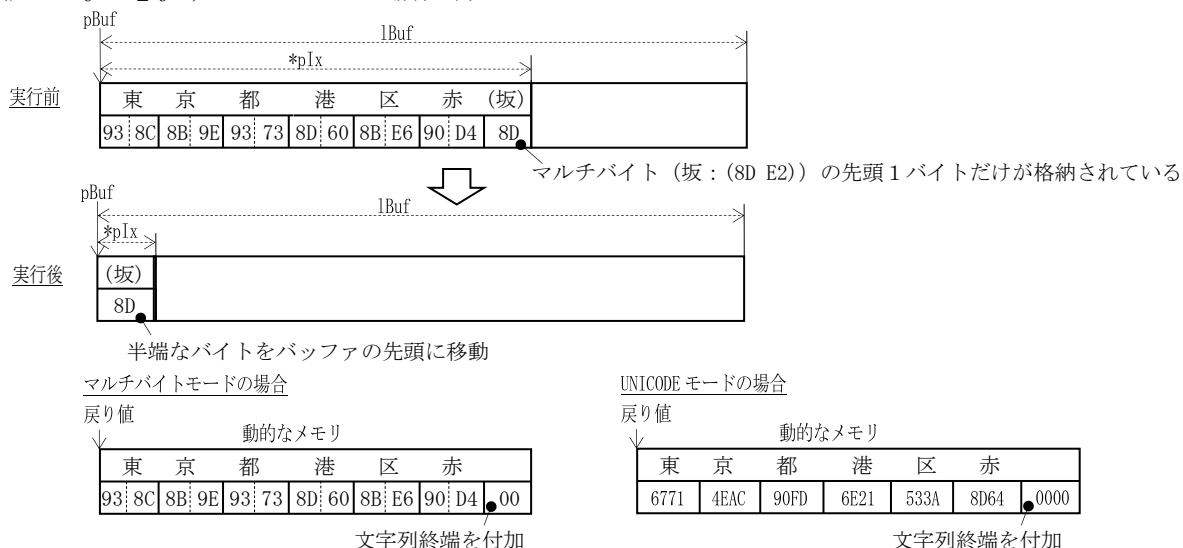 pBuf
lBuf
*pIx
実行前
東 京 都 港 区 赤 (坂)
93 8C 8B 9E 93 73 8D 60 8B E6 90 D4 8D
マルチバイト（坂：(8D E2)）の先頭１バイトだけが格納されている
pBuf
lBuf
*pIx
実行後
(坂)
8D
半端なバイトをバッファの先頭に移動
マルチバイトモードの場合 UNICODE モードの場合
戻り値 戻り値
動的なメモリ 動的なメモリ
東 京 都 港 区 赤 東 京 都 港 区 赤
93 8C 8B 9E 93 73 8D 60 8B E6 90 D4 00 6771 4EAC 90FD 6E21 533A 8D64 0000
文字列終端を付加 文字列終端を付加